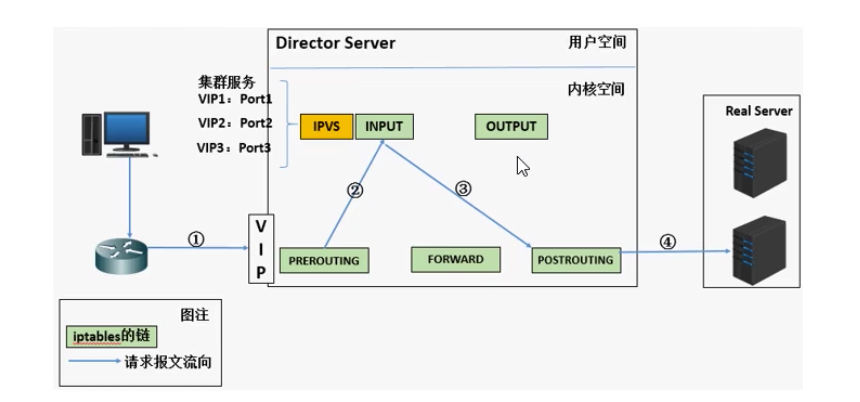 Director Server
用户空间
集群服务
内核空间
VIP1：Port1
VIP2：Port2
VIP3：Port3
IPVS
INPUT
OUTPUT
Real Server
②
③
①
④
V
I
P
PREROUTING
FORWARD
POSTROUTING
图注
iptables的链
请求报文流向